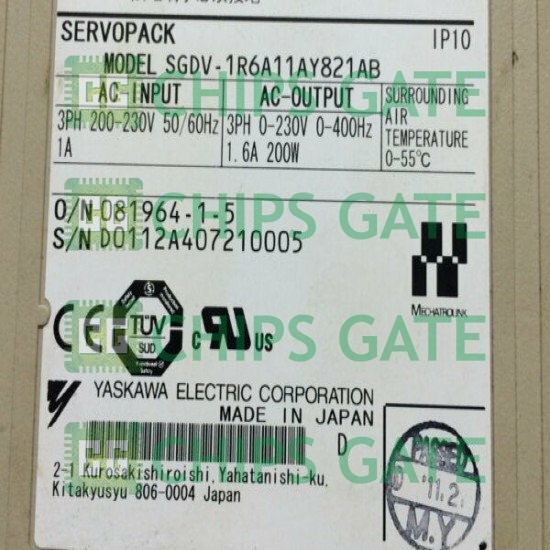 SERVOPACK
IP10
MODEL SGDV-1R6A11AY821AB
AC-INPUT
AC-OUTPUT
SURROUNDING
AIR
TEMPERATURE
0-55℃
3PH 200-230V 50/60Hz
1A
3PH 0-230V 0-400Hz
1.6A 200W
O/N 081964-1-5
S/N D0112A407210005
MECHATROLINK
CE
TÜV
SÜD
Functional
Safety
c UL US
CHIPS GATE
CHIPS GATE
CHIPS GATE
CHIPS GATE
YASKAWA ELECTRIC CORPORATION
MADE IN JAPAN
D
2-1 Kurosakishiroishi, Yahatanishi-ku,
Kitakyusyu 806-0004 Japan
PASSED
'11.2.
M.Y